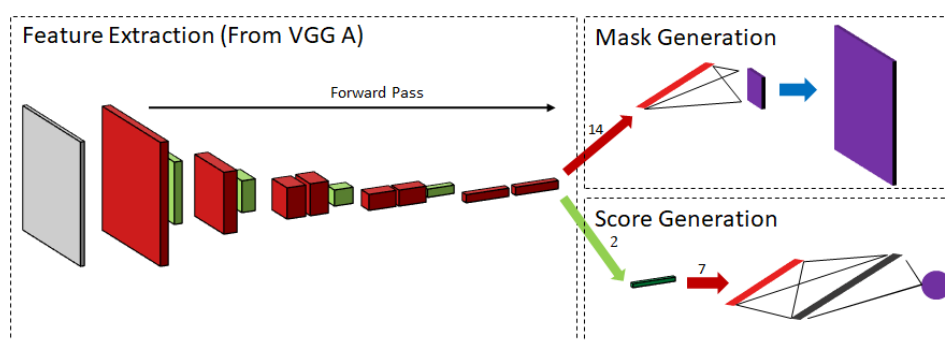 Feature Extraction (From VGG A)
Forward Pass
Mask Generation
14
Score Generation
2
7